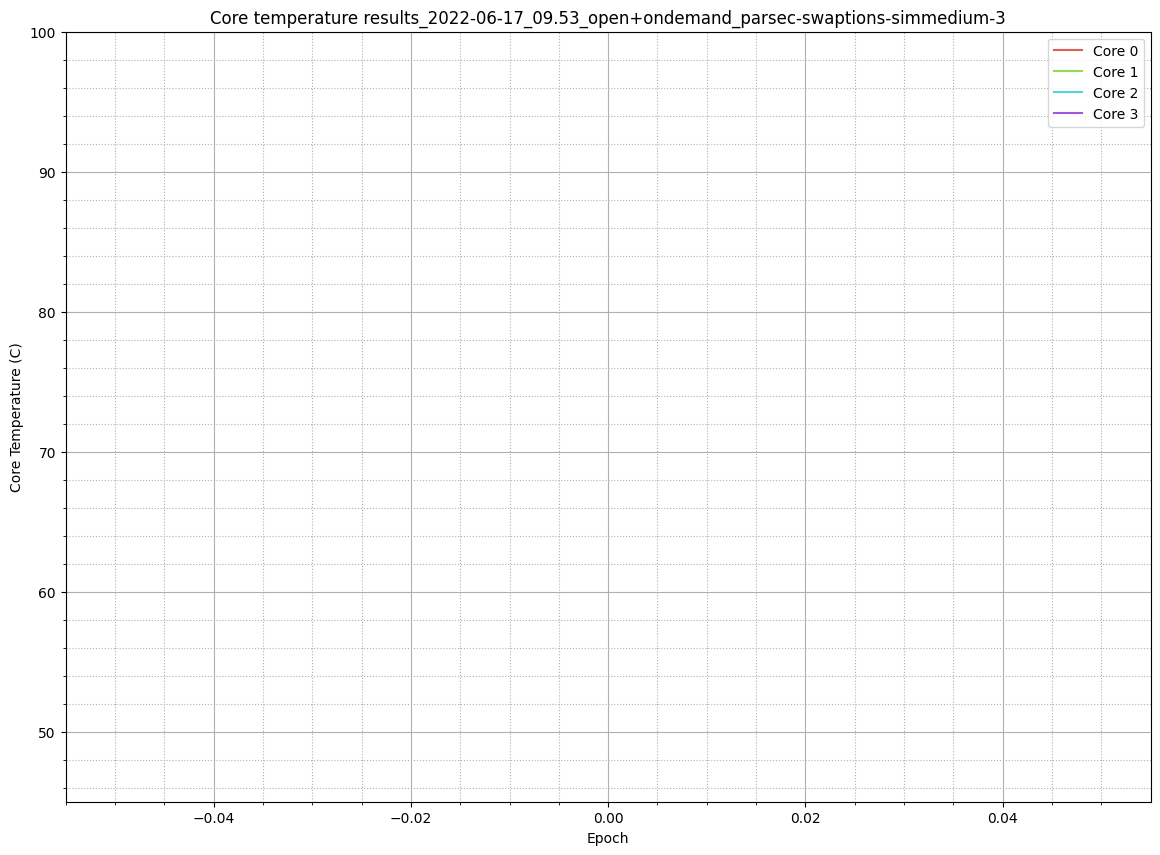 Core temperature results_2022-06-17_09.53_open+ondemand_parsec-swaptions-simmedium-3
100
90
80
70
60
50
Core Temperature (C)
Core 0
Core 1
Core 2
Core 3
−0.04
−0.02
0.00
0.02
0.04
Epoch